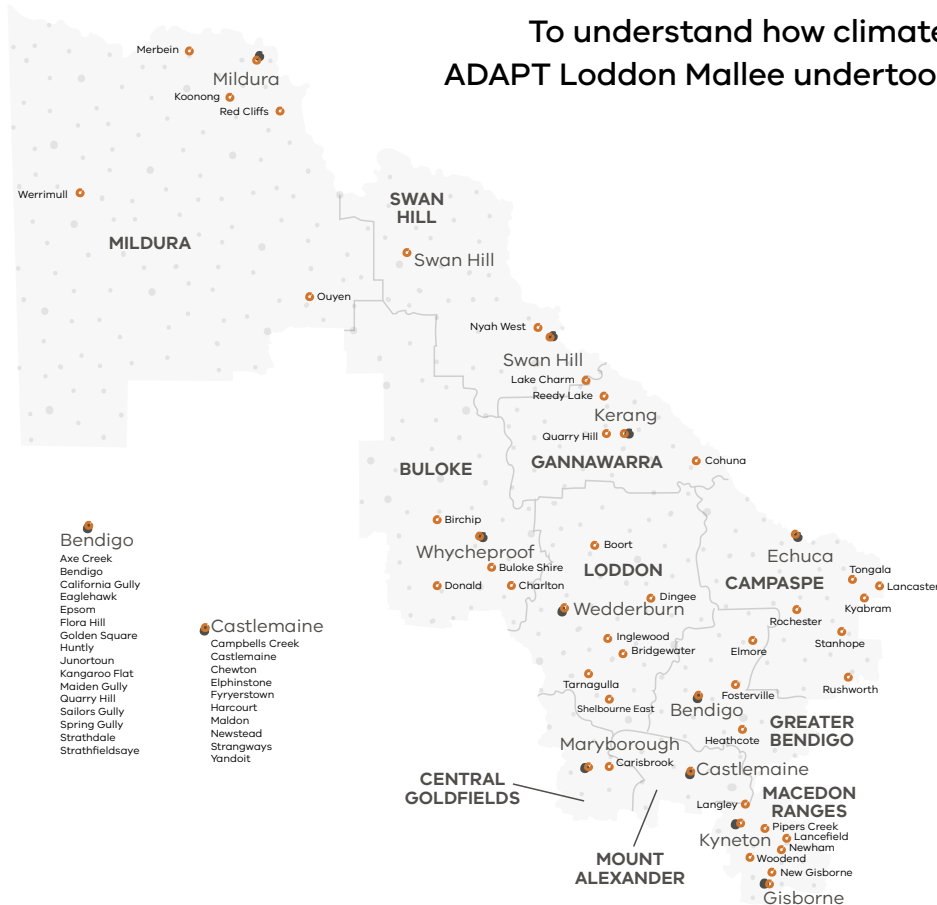 To understand how climate
ADAPT Loddon Mallee undertoo
Merbein
Mildura
Koonong
Red Cliffs
Werrimull
MILDURA
SWAN
HILL
Swan Hill
Ouyen
Nyah West
Swan Hill
Lake Charm
Reedy Lake
Kerang
Quarry Hill
GANNAWARRA
Cohuna
BULOKE
Birchip
Whycheproof
Buloke Shire
Donald
Charlton
Boort
LODDON
Dingee
Wedderburn
Inglewood
Bridgewater
Tarnagulla
Shelbourne East
Echuca
CAMPASPE
Tongala
Lancaster
Kyabram
Rochester
Stanhope
Elmore
Rushworth
Fosterville
Bendigo
Heathcote
GREATER
BENDIGO
Maryborough
Carisbrook
Castlemaine
CENTRAL
GOLDFIELDS
MOUNT
ALEXANDER
MACEDON
RANGES
Langley
Kyneton
Pipers Creek
Lancefield
Newham
Woodend
New Gisborne
Gisborne
Bendigo
Axe Creek
Bendigo
California Gully
Eaglehawk
Epsom
Flora Hill
Golden Square
Huntly
Junortoun
Kangaroo Flat
Maiden Gully
Quarry Hill
Sailors Gully
Spring Gully
Strathdale
Strathfieldsaye
Castlemaine
Campbells Creek
Castlemaine
Chewton
Elphinstone
Fyryerstown
Harcourt
Maldon
Newstead
Strangways
Yandoit